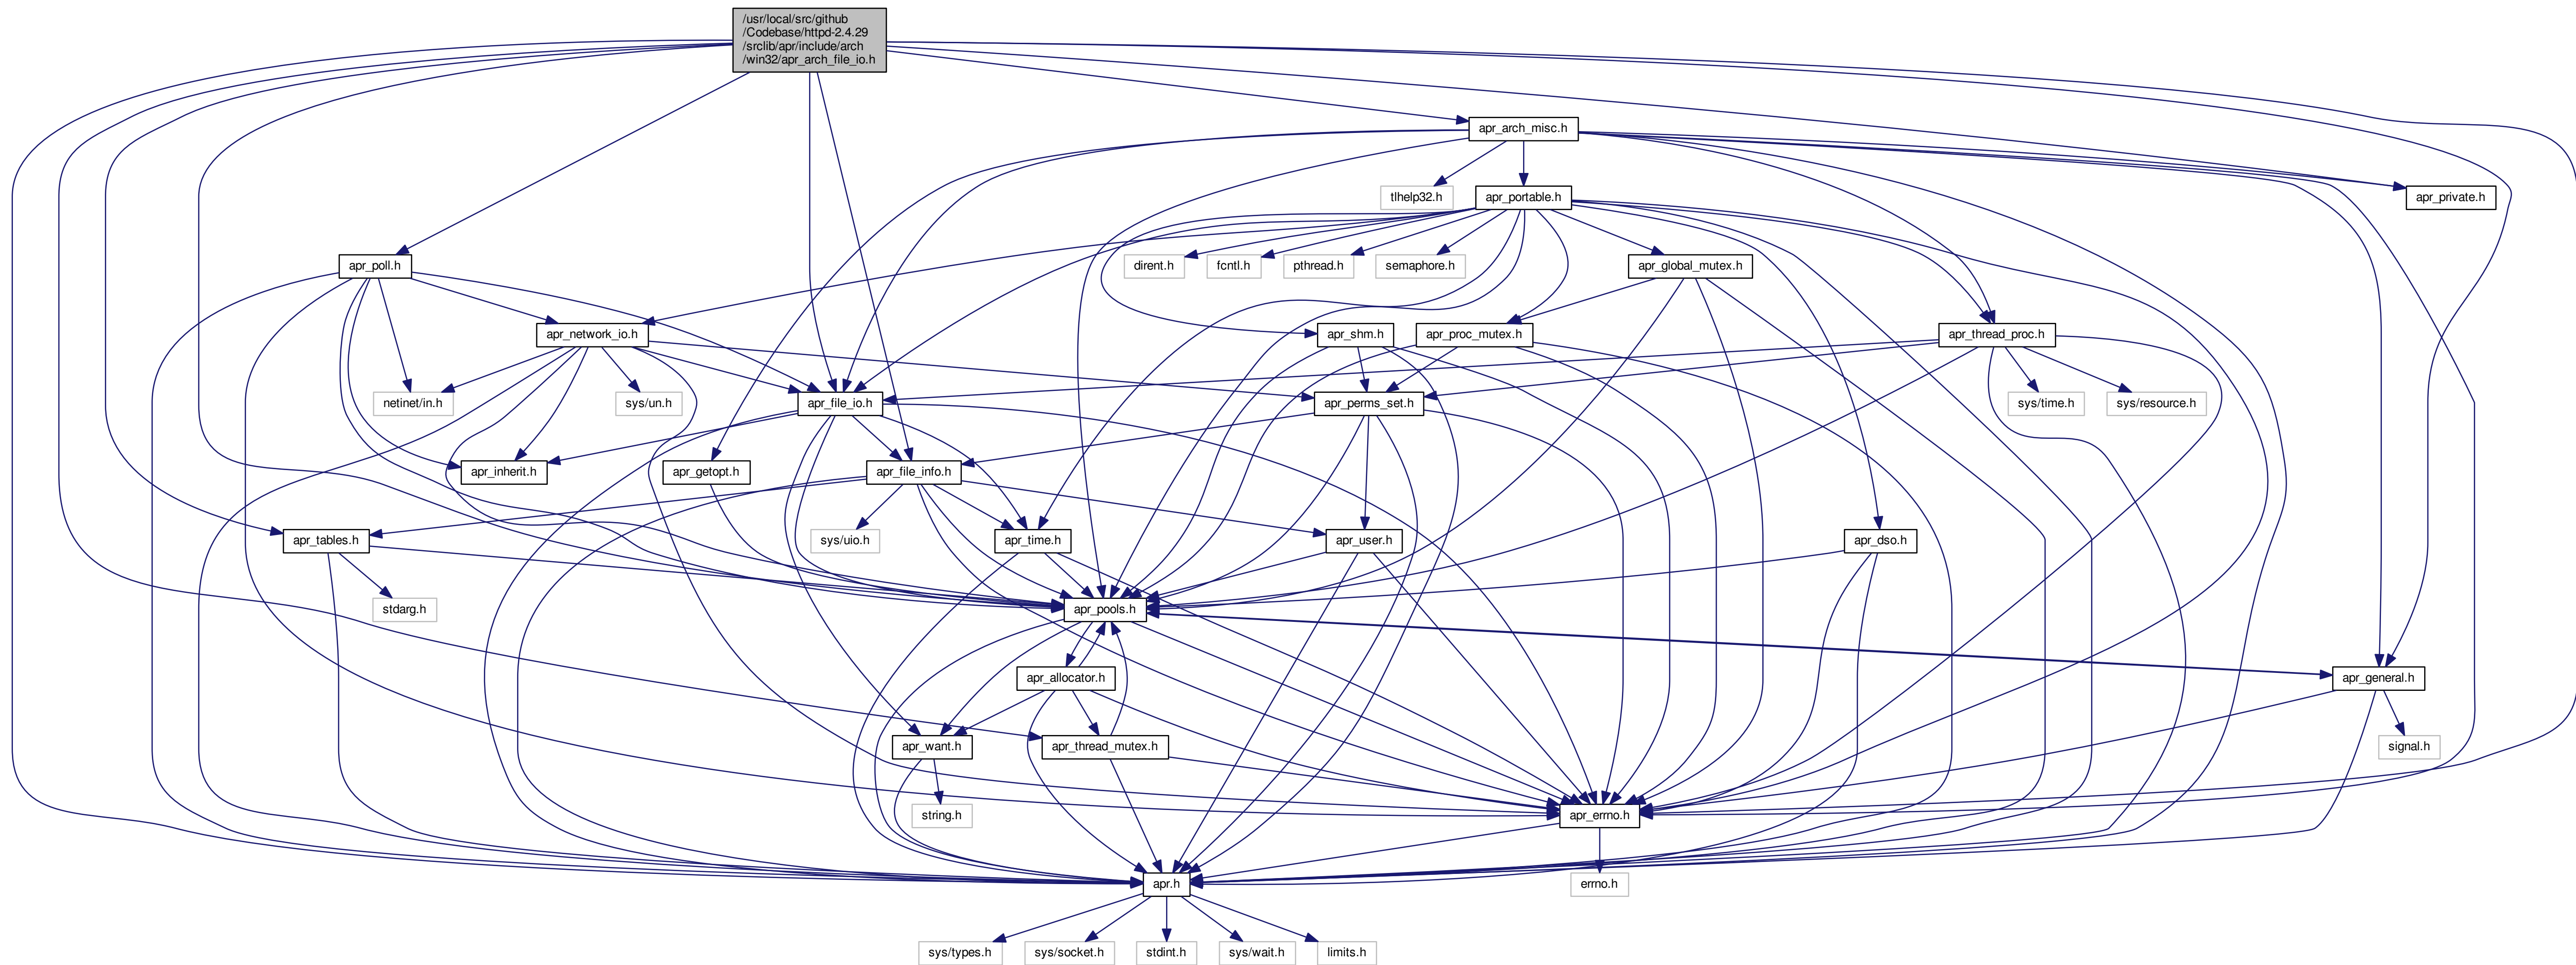 /usr/local/src/github
/Codebase/httpd-2.4.29
/srclib/apr/include/arch
/win32/apr_arch_file_io.h
apr_arch_misc.h
tlhelp32.h
apr_portable.h
apr_private.h
apr_poll.h
dirent.h
fcntl.h
pthread.h
semaphore.h
apr_global_mutex.h
apr_network_io.h
apr_shm.h
apr_proc_mutex.h
apr_thread_proc.h
netinet/in.h
sys/un.h
apr_file_io.h
apr_perms_set.h
sys/time.h
sys/resource.h
apr_inherit.h
apr_getopt.h
apr_file_info.h
apr_tables.h
sys/uio.h
apr_time.h
apr_user.h
apr_dso.h
stdarg.h
apr_pools.h
apr_allocator.h
apr_general.h
apr_want.h
apr_thread_mutex.h
signal.h
string.h
apr_errno.h
apr.h
errno.h
sys/types.h
sys/socket.h
stdint.h
sys/wait.h
limits.h